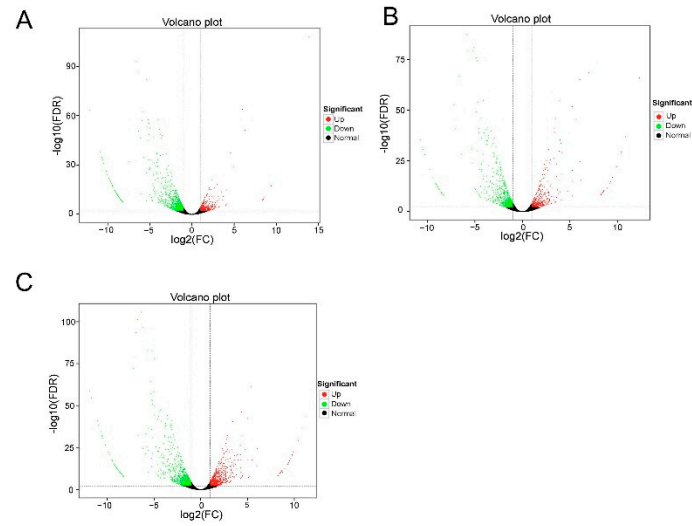 A
Volcano plot
90
60
30
0
-log10(FDR)
−10
−5
0
5
10
15
log2(FC)
Significant
Up
Down
Normal
B
Volcano plot
75
50
25
0
-log10(FDR)
−10
−5
0
5
10
log2(FC)
Significant
Up
Down
Normal
C
Volcano plot
100
75
50
25
0
-log10(FDR)
−10
−5
0
5
10
log2(FC)
Significant
Up
Down
Normal